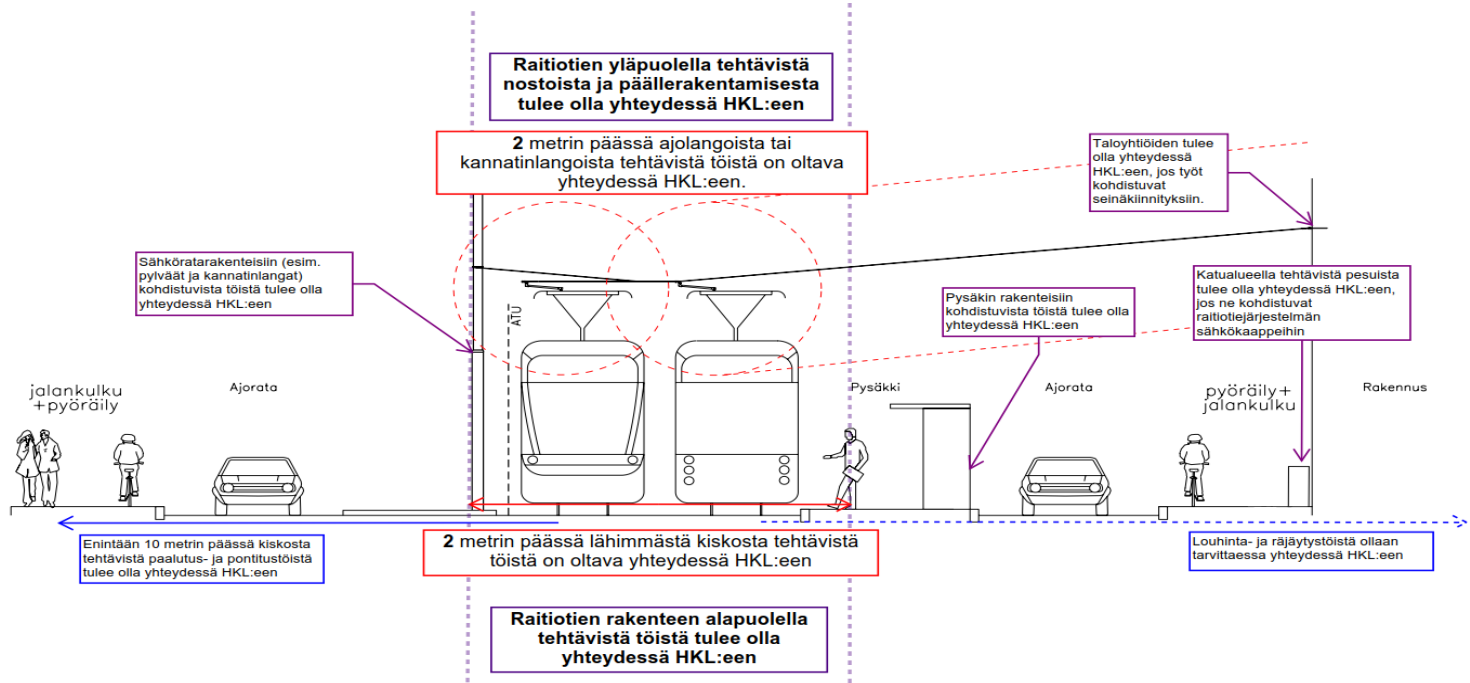 Raitiotien yläpuolella tehtävistä
nostoista ja päällerakentamisesta
tulee olla yhteydessä HKL:een
2 metrin päässä ajolangoista tai
kannatinlangoista tehtävistä töistä on oltava
yhteydessä HKL:een.
Taloyhtiöiden tulee
olla yhteydessä
HKL:een, jos työt
kohdistuvat
seinäkiinnityksiin.
Sähköratarakenteisiin (esim.
pylväät ja kannatinlangat)
kohdistuvista töistä tulee olla
yhteydessä HKL:een
ATU
Pysäkin rakenteisiin
kohdistuvista töistä tulee olla
yhteydessä HKL:een
Katualueella tehtävistä pesuista
tulee olla yhteydessä HKL:een,
jos ne kohdistuvat
raitiotiejärjestelmän
sähkökaappeihin
jalankulku
+pyöräily
Ajorata
Pysäkki
Ajorata
pyöräily+
jalankulku
Rakennus
Enintään 10 metrin päässä kiskosta
tehtävistä paalutus- ja pontitustöistä
tulee olla yhteydessä HKL:een
2 metrin päässä lähimmästä kiskosta tehtävistä
töistä on oltava yhteydessä HKL:een
Louhinta- ja räjäytystöistä ollaan
tarvittaessa yhteydessä HKL:een
Raitiotien rakenteen alapuolella
tehtävistä töistä tulee olla
yhteydessä HKL:een